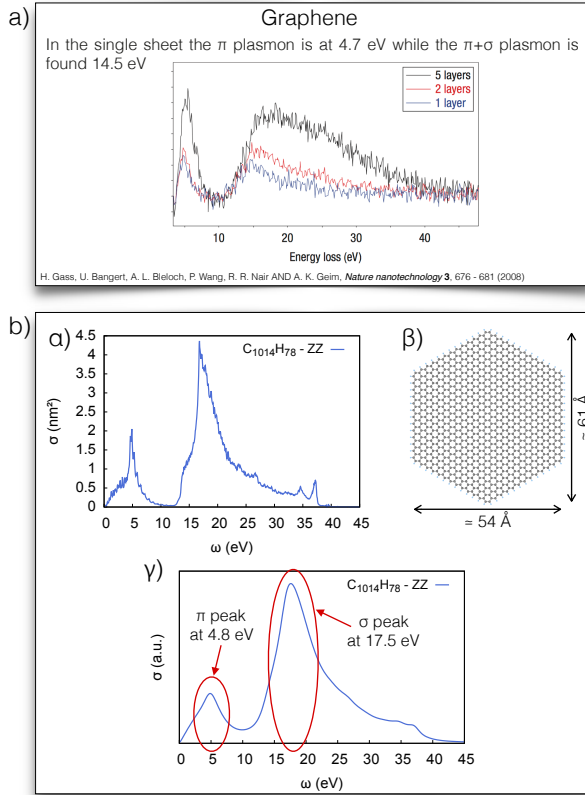 a)
Graphene
In the single sheet the π plasmon is at 4.7 eV while the π+σ plasmon is
found 14.5 eV
5 layers
2 layers
1 layer
10 20 30 40
Energy loss (eV)
H. Gass, U. Bangert, A. L. Bleloch, P. Wang, R. R. Nair AND A. K. Geim, Nature nanotechnology 3, 676 - 681 (2008)
b)
α)
4.5
4
3.5
3
2.5
2
1.5
1
0.5
0
σ (nm²)
C1014H78 - ZZ
0 5 10 15 20 25 30 35 40 45
ω (eV)
β)
≃ 61 Å
≃ 54 Å
γ)
C1014H78 - ZZ
π peak
at 4.8 eV
σ peak
at 17.5 eV
σ (a.u.)
0 5 10 15 20 25 30 35 40 45
ω (eV)